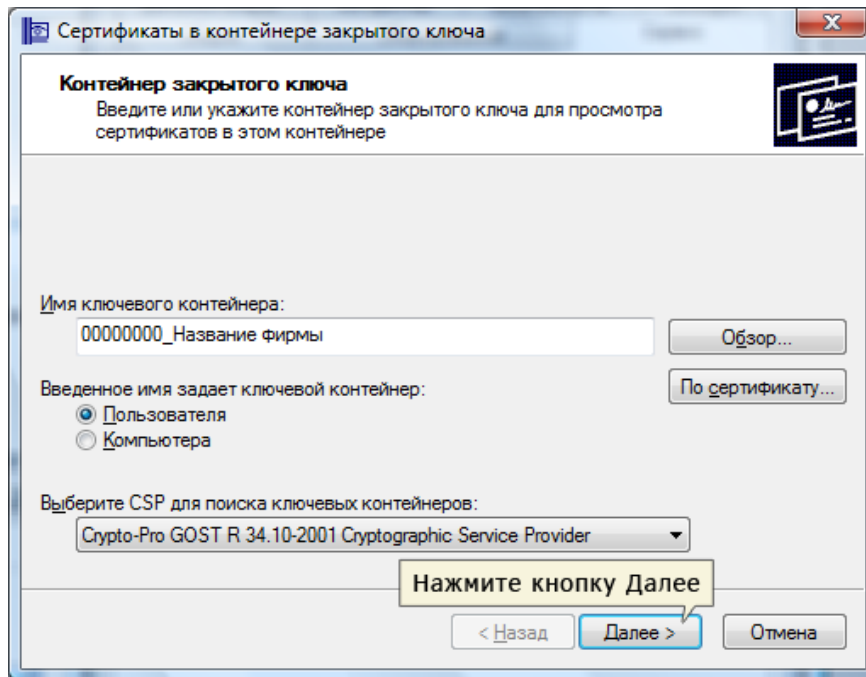 Сертификаты в контейнере закрытого ключа
Контейнер закрытого ключа
Введите или укажите контейнер закрытого ключа для просмотра
сертификатов в этом контейнере
Имя ключевого контейнера:
00000000_Название фирмы
Обзор...
Введенное имя задает ключевой контейнер:
По сертификату...
Пользователя
Компьютера
Выберите CSP для поиска ключевых контейнеров:
Crypto-Pro GOST R 34.10-2001 Cryptographic Service Provider
Нажмите кнопку Далее
< Назад
Далее >
Отмена